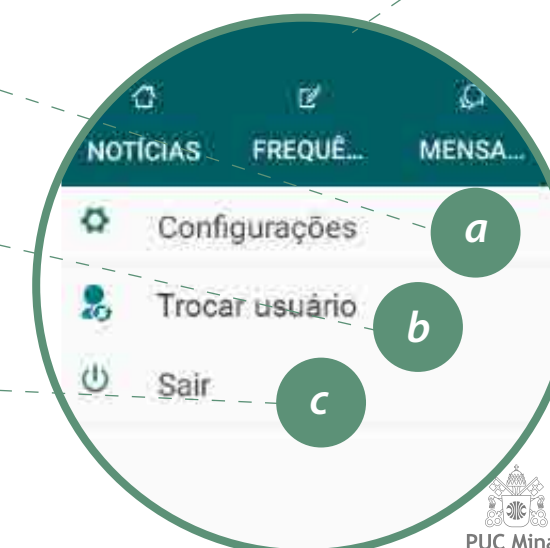 NOTÍCIAS FREQUÊ... MENSA...
Configurações a
Trocar usuário b
Sair c
PUC Mina